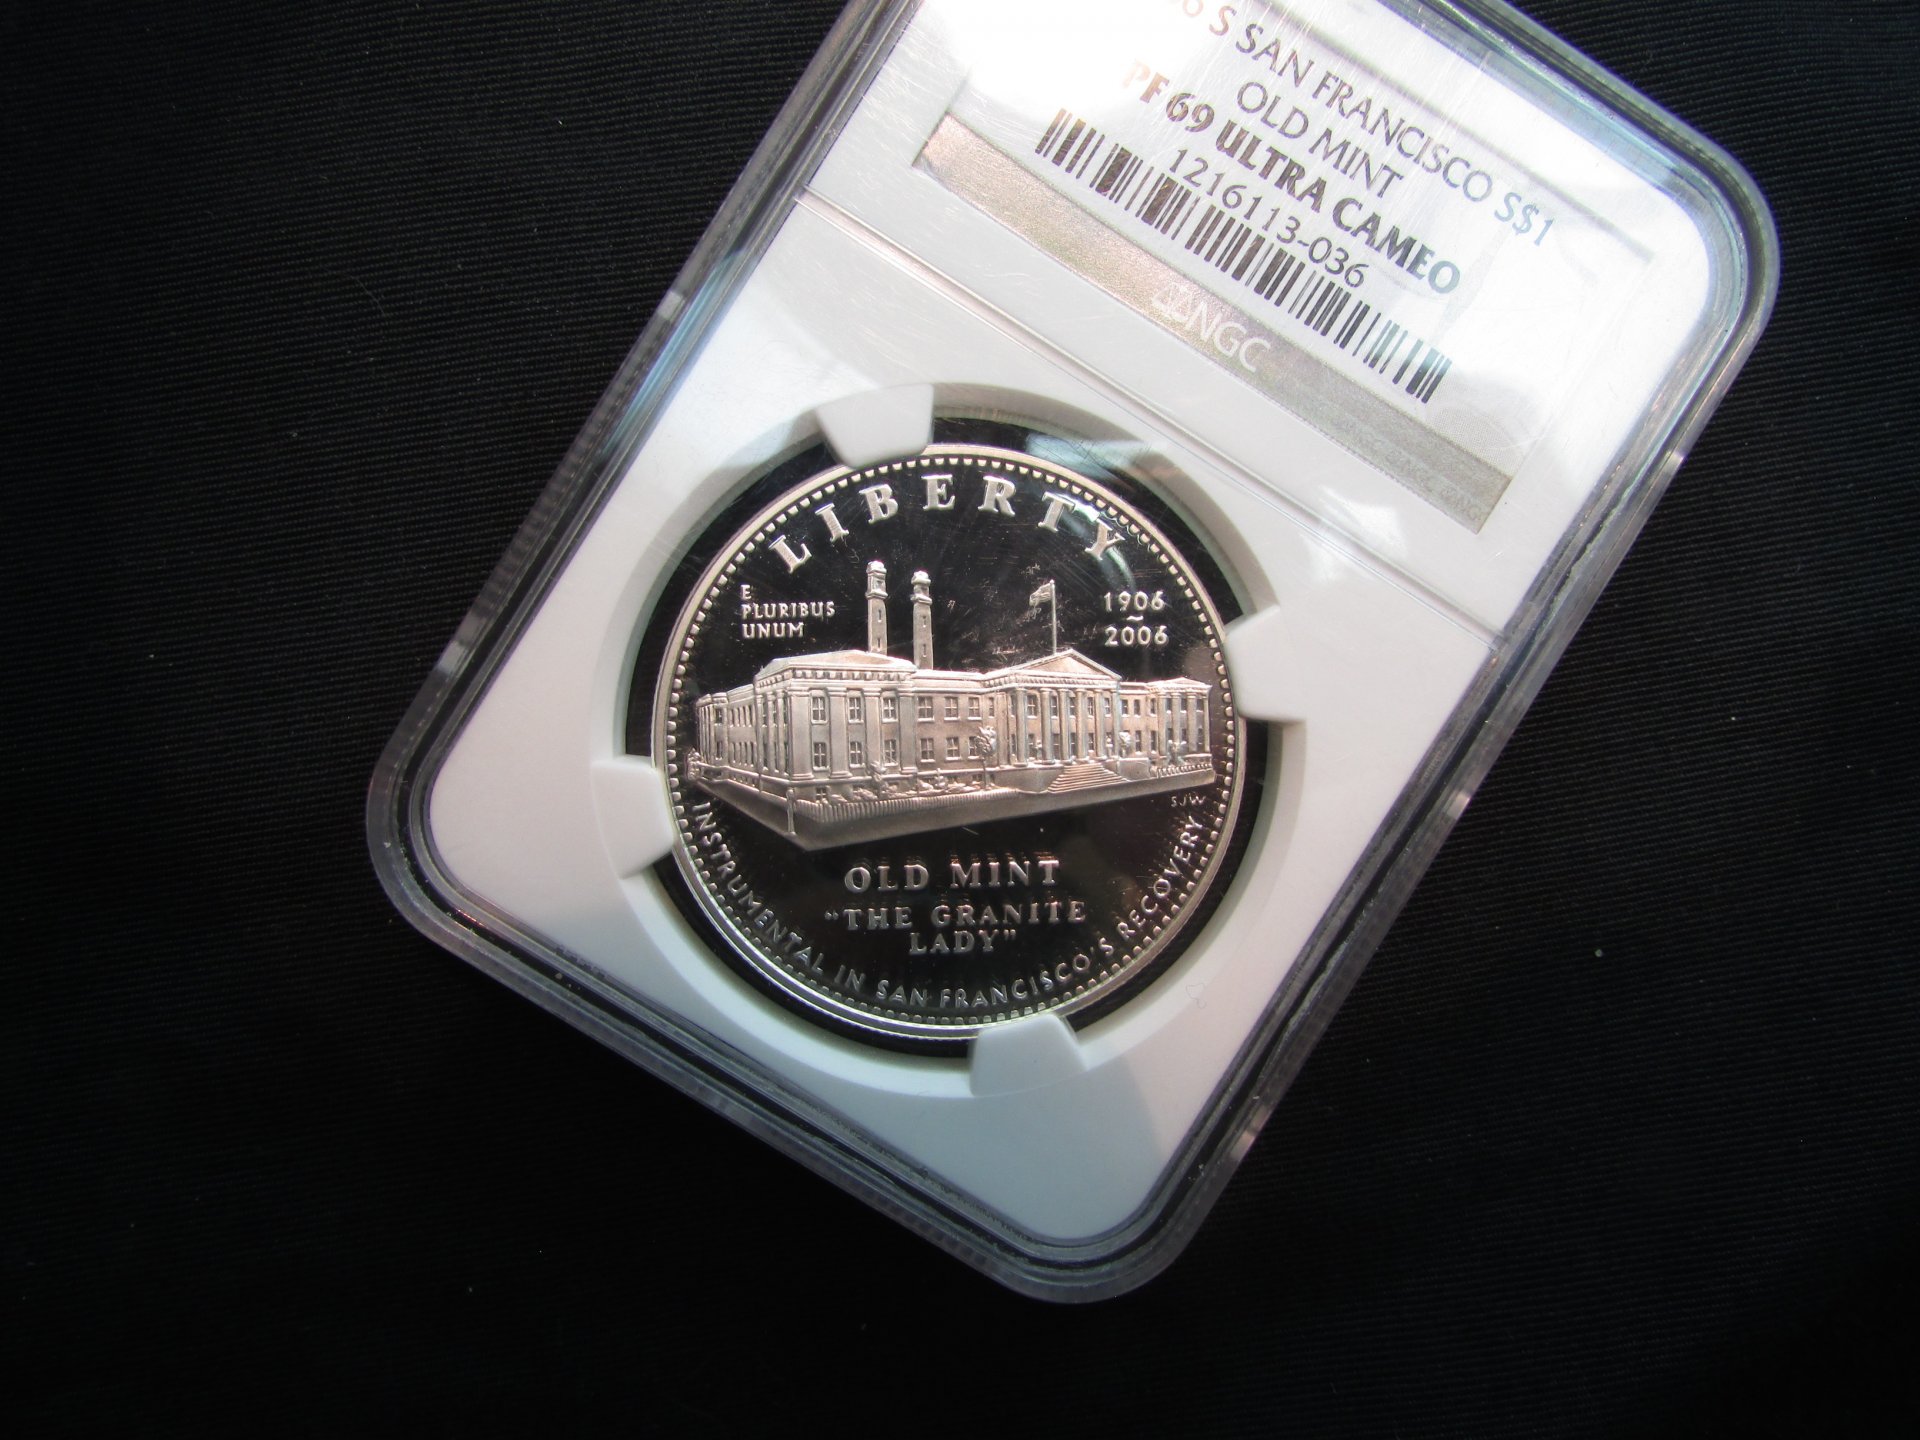 6 S SAN FRANCISCO S$1
OLD MINT
PF 69 ULTRA CAMEO
1216113-036
NGC
LIBERTY
E
PLURIBUS
UNUM
1906
~
2006
SJW
OLD MINT
"THE GRANITE
LADY"
INSTRUMENTAL IN SAN FRANCISCO'S RECOVERY